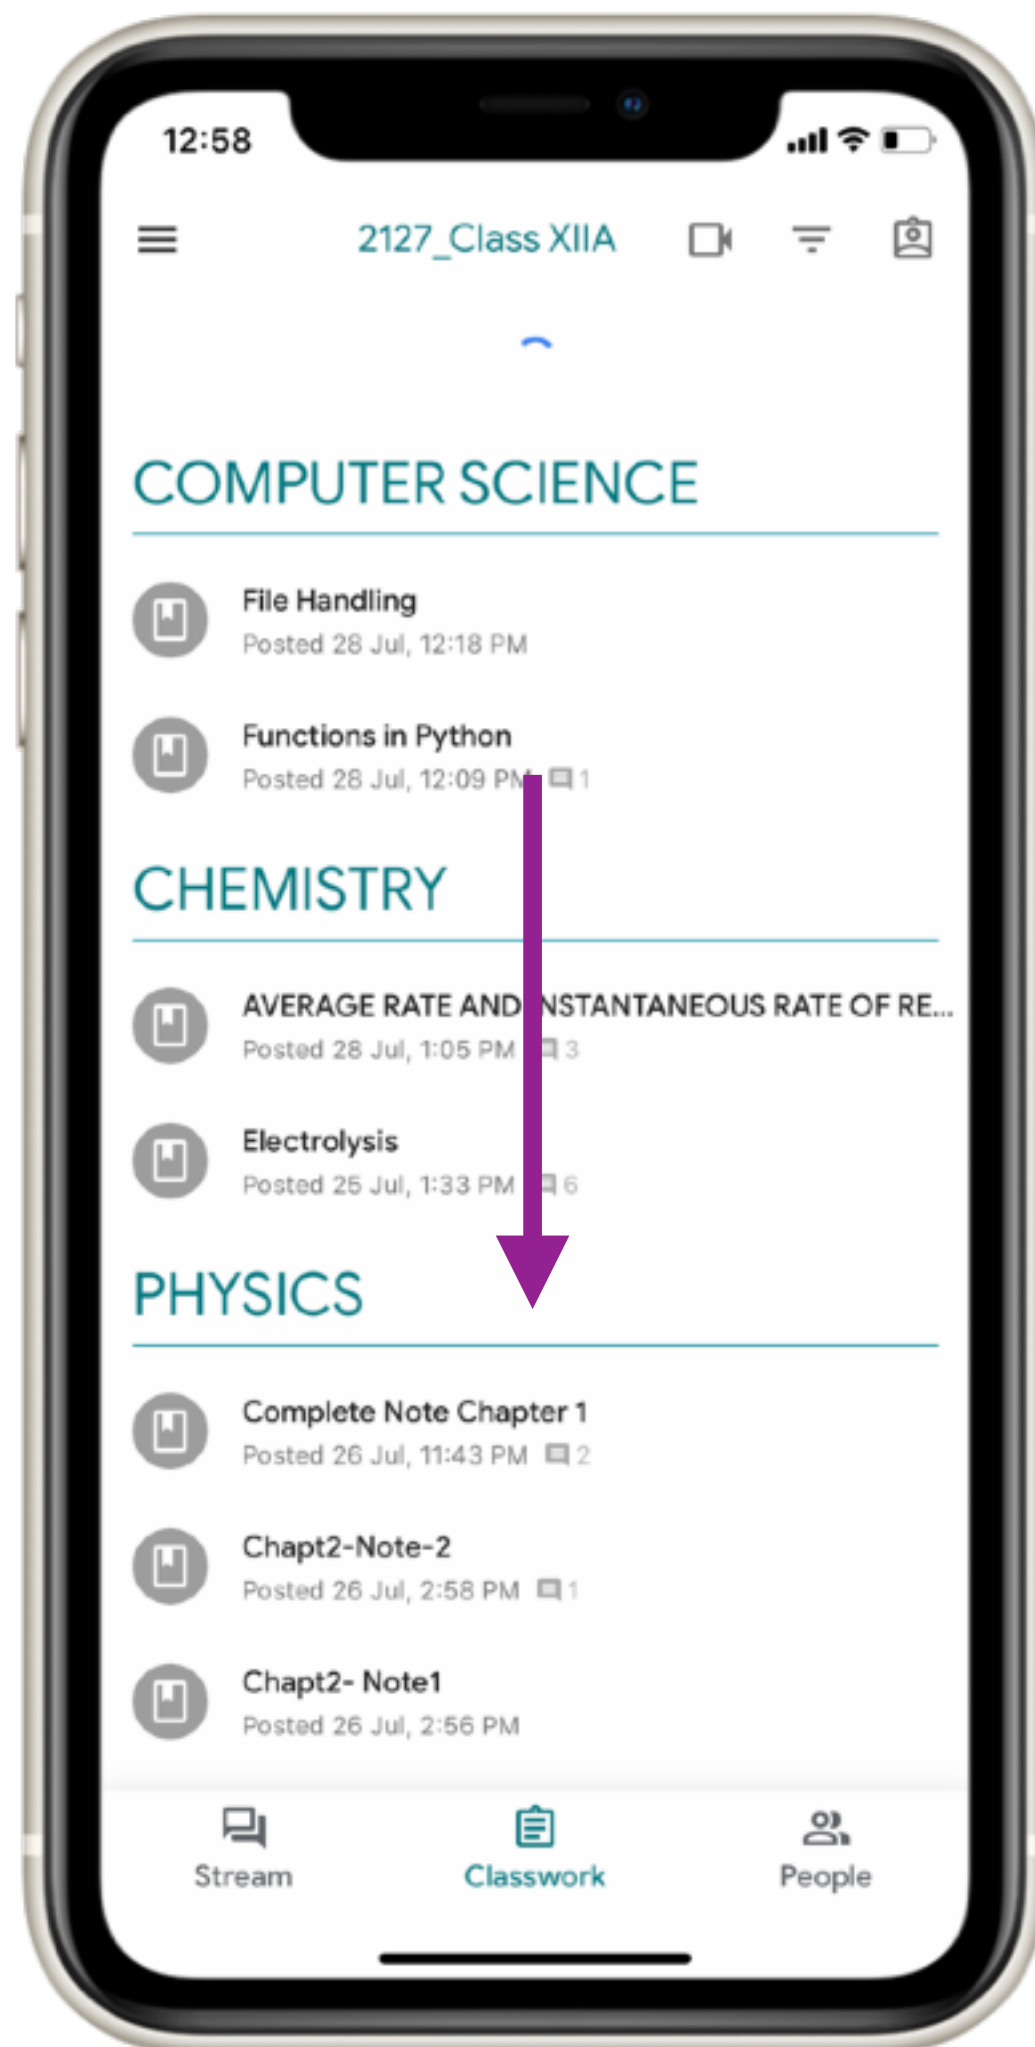 12:58
2127_Class XIIA
COMPUTER SCIENCE
File Handling
Posted 28 Jul, 12:18 PM
Functions in Python
Posted 28 Jul, 12:09 PM 1
CHEMISTRY
AVERAGE RATE AND INSTANTANEOUS RATE OF RE...
Posted 28 Jul, 1:05 PM 3
Electrolysis
Posted 25 Jul, 1:33 PM 6
PHYSICS
Complete Note Chapter 1
Posted 26 Jul, 11:43 PM 2
Chapt2-Note-2
Posted 26 Jul, 2:58 PM 1
Chapt2- Note1
Posted 26 Jul, 2:56 PM
Stream Classwork People